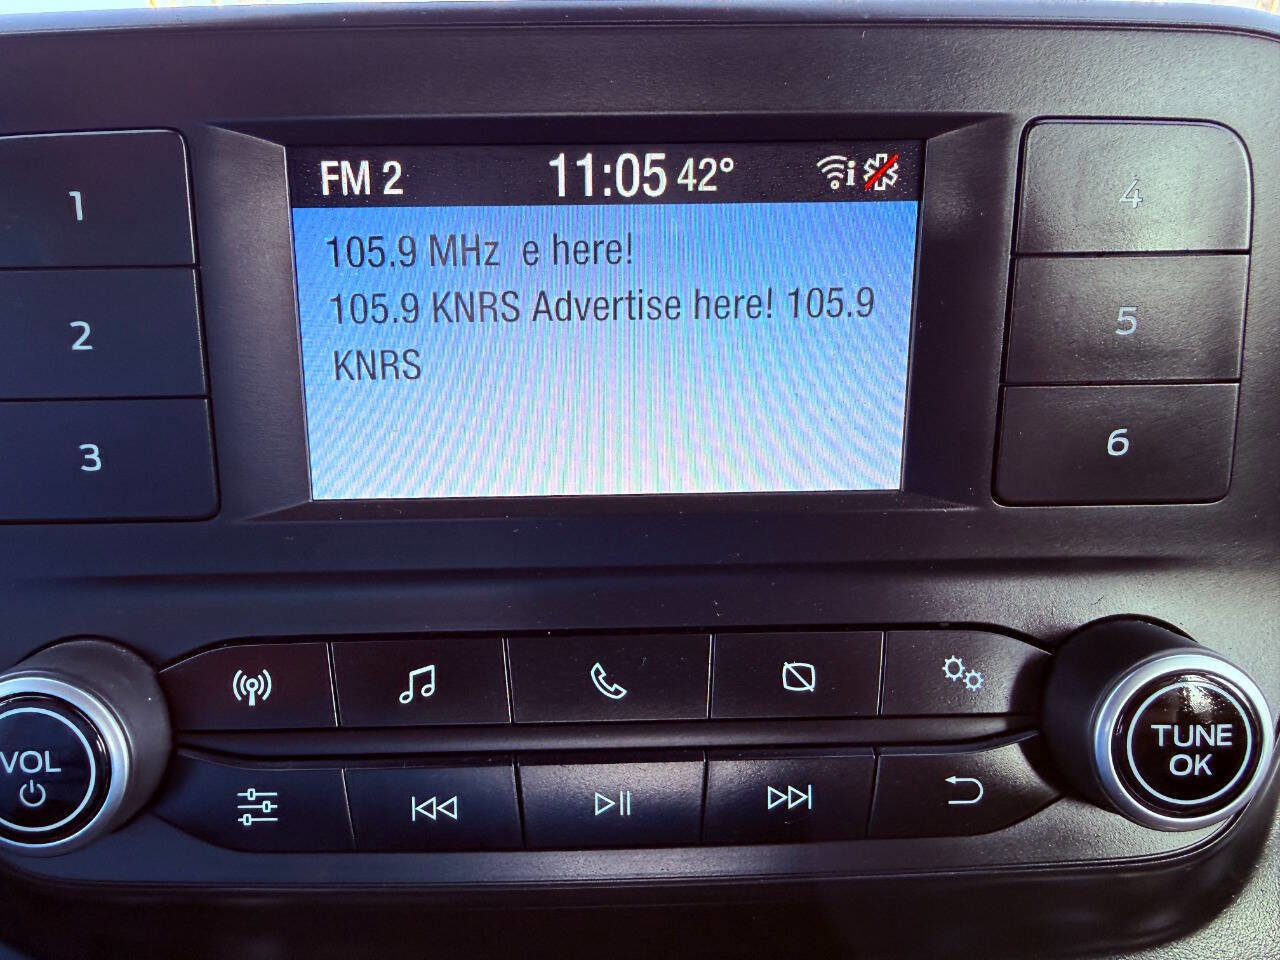 FM 2 11:05 42°
105.9 MHz e here!
105.9 KNRS Advertise here! 105.9
KNRS
1
2
3
4
5
6
VOL
TUNE
OK